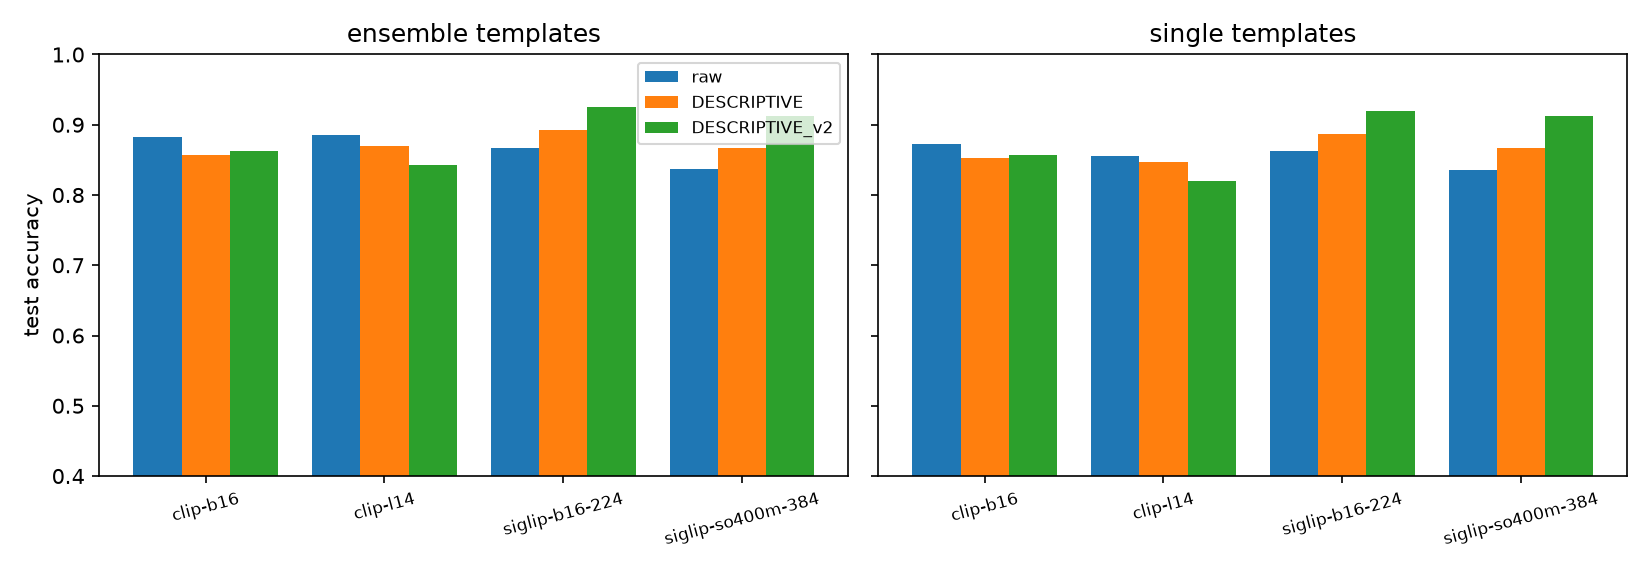 ensemble templates
single templates
test accuracy
1.0
0.9
0.8
0.7
0.6
0.5
0.4
raw
DESCRIPTIVE
DESCRIPTIVE_v2
clip-b16
clip-l14
siglip-b16-224
siglip-so400m-384
clip-b16
clip-l14
siglip-b16-224
siglip-so400m-384